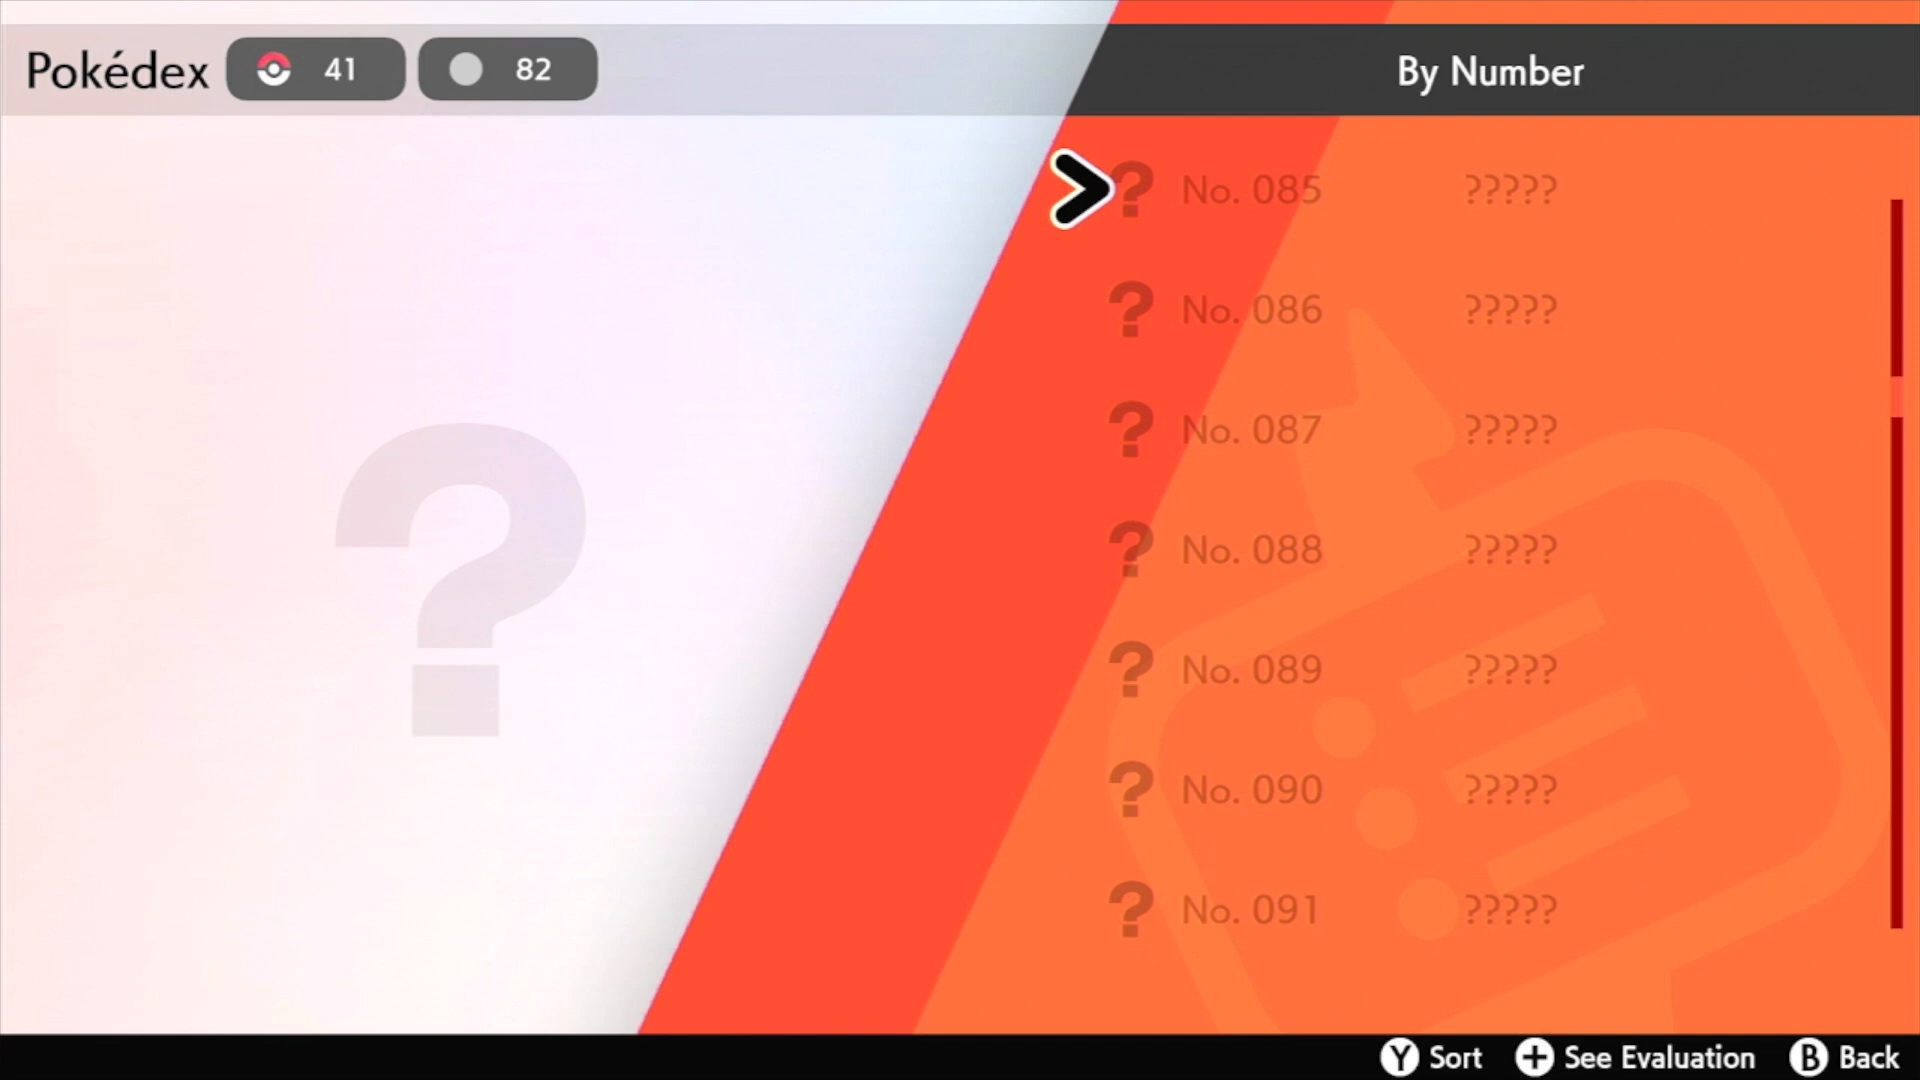 Pokédex 41 82 By Number
No. 085 ?????
No. 086 ?????
No. 087 ?????
No. 088 ?????
No. 089 ?????
No. 090 ?????
No. 091 ?????
Y Sort + See Evaluation B Back